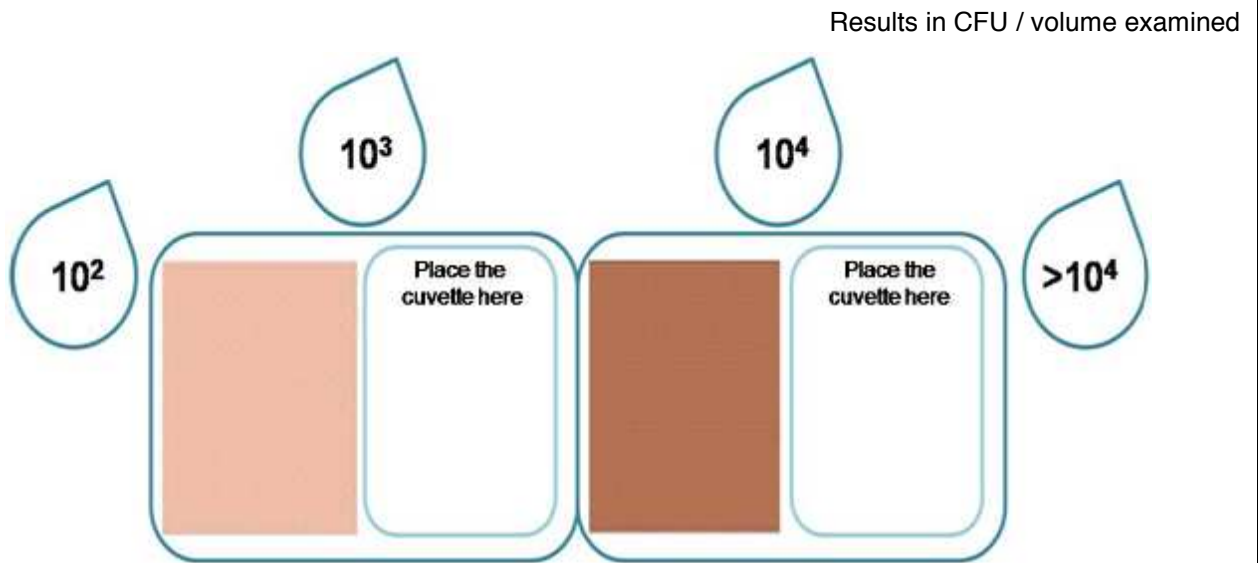 Results in CFU / volume examined
10³
10⁴
10²
>10⁴
Place the
cuvette here
Place the
cuvette here